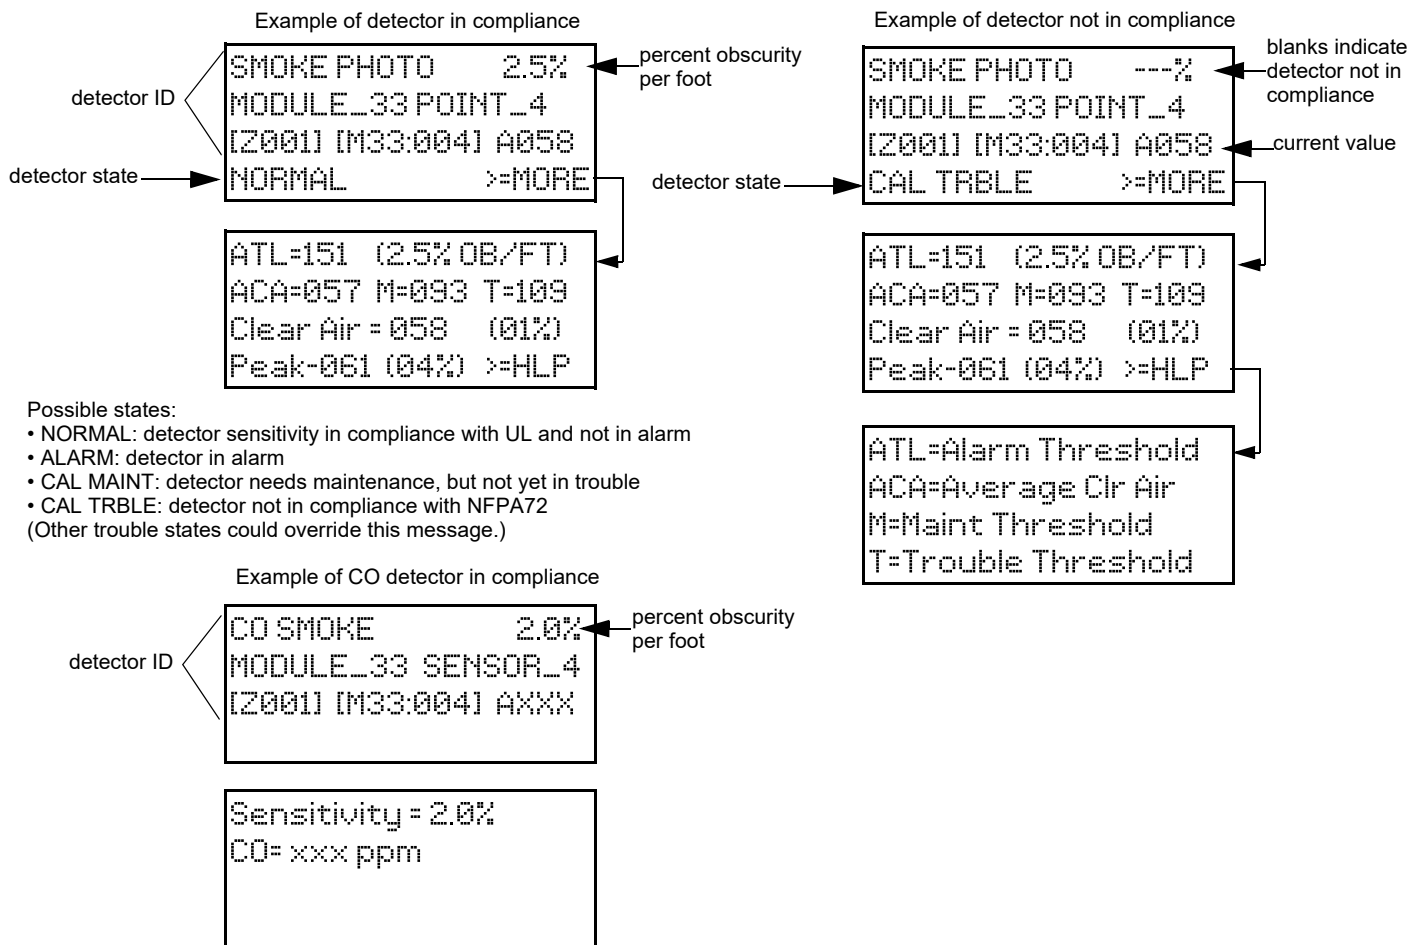 Example of detector in compliance
SMOKE PHOTO 2.5%
MODULE_33 POINT_4
[Z001] [M33:004] A058
NORMAL >=MORE
detector ID
detector state
percent obscurity
per foot
ATL=151 (2.5% OB/FT)
ACA=057 M=093 T=109
Clear Air = 058 (01%)
Peak-061 (04%) >=HLP
Example of detector not in compliance
SMOKE PHOTO ---%
MODULE_33 POINT_4
[Z001] [M33:004] A058
CAL TRBLE >=MORE
blanks indicate
detector not in
compliance
current value
detector state
ATL=151 (2.5% OB/FT)
ACA=057 M=093 T=109
Clear Air = 058 (01%)
Peak-061 (04%) >=HLP
ATL=Alarm Threshold
ACA=Average Clr Air
M=Maint Threshold
T=Trouble Threshold
Possible states:
• NORMAL: detector sensitivity in compliance with UL and not in alarm
• ALARM: detector in alarm
• CAL MAINT: detector needs maintenance, but not yet in trouble
• CAL TRBLE: detector not in compliance with NFPA72
(Other trouble states could override this message.)
Example of CO detector in compliance
CO SMOKE 2.0%
MODULE_33 SENSOR_4
[Z001] [M33:004] AXXX
detector ID
percent obscurity
per foot
Sensitivity = 2.0%
CO= xxx ppm